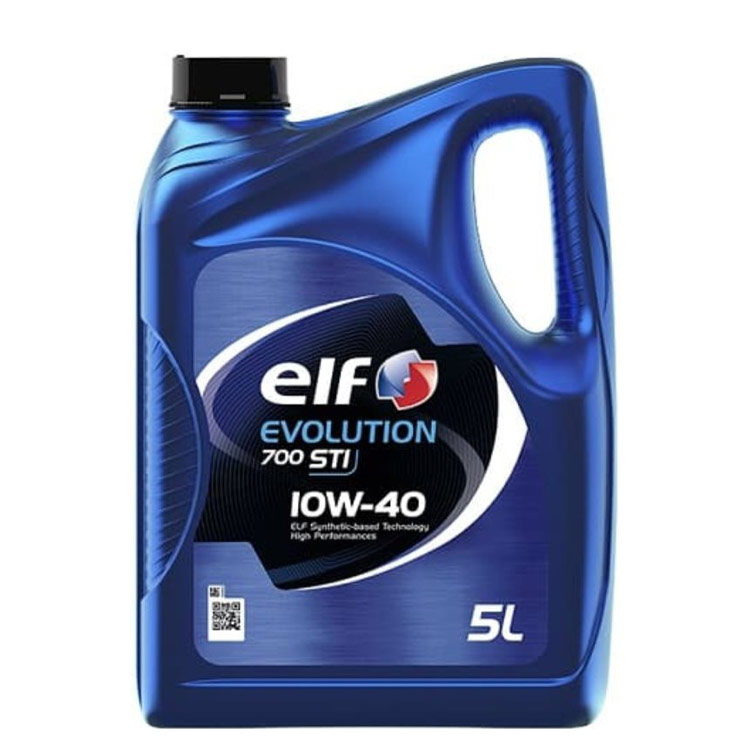 elf
EVOLUTION
700 STI
10W-40
ELF Synthetic-based Technology
High Performances
5L